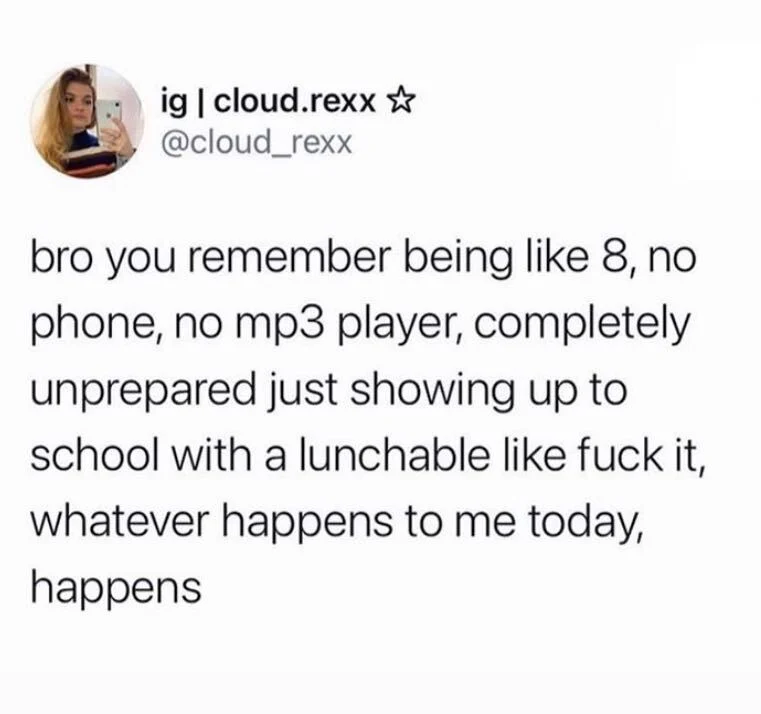 ig | cloud.rexx ☆
@cloud_rexx
bro you remember being like 8, no
phone, no mp3 player, completely
unprepared just showing up to
school with a lunchable like fuck it,
whatever happens to me today,
happens